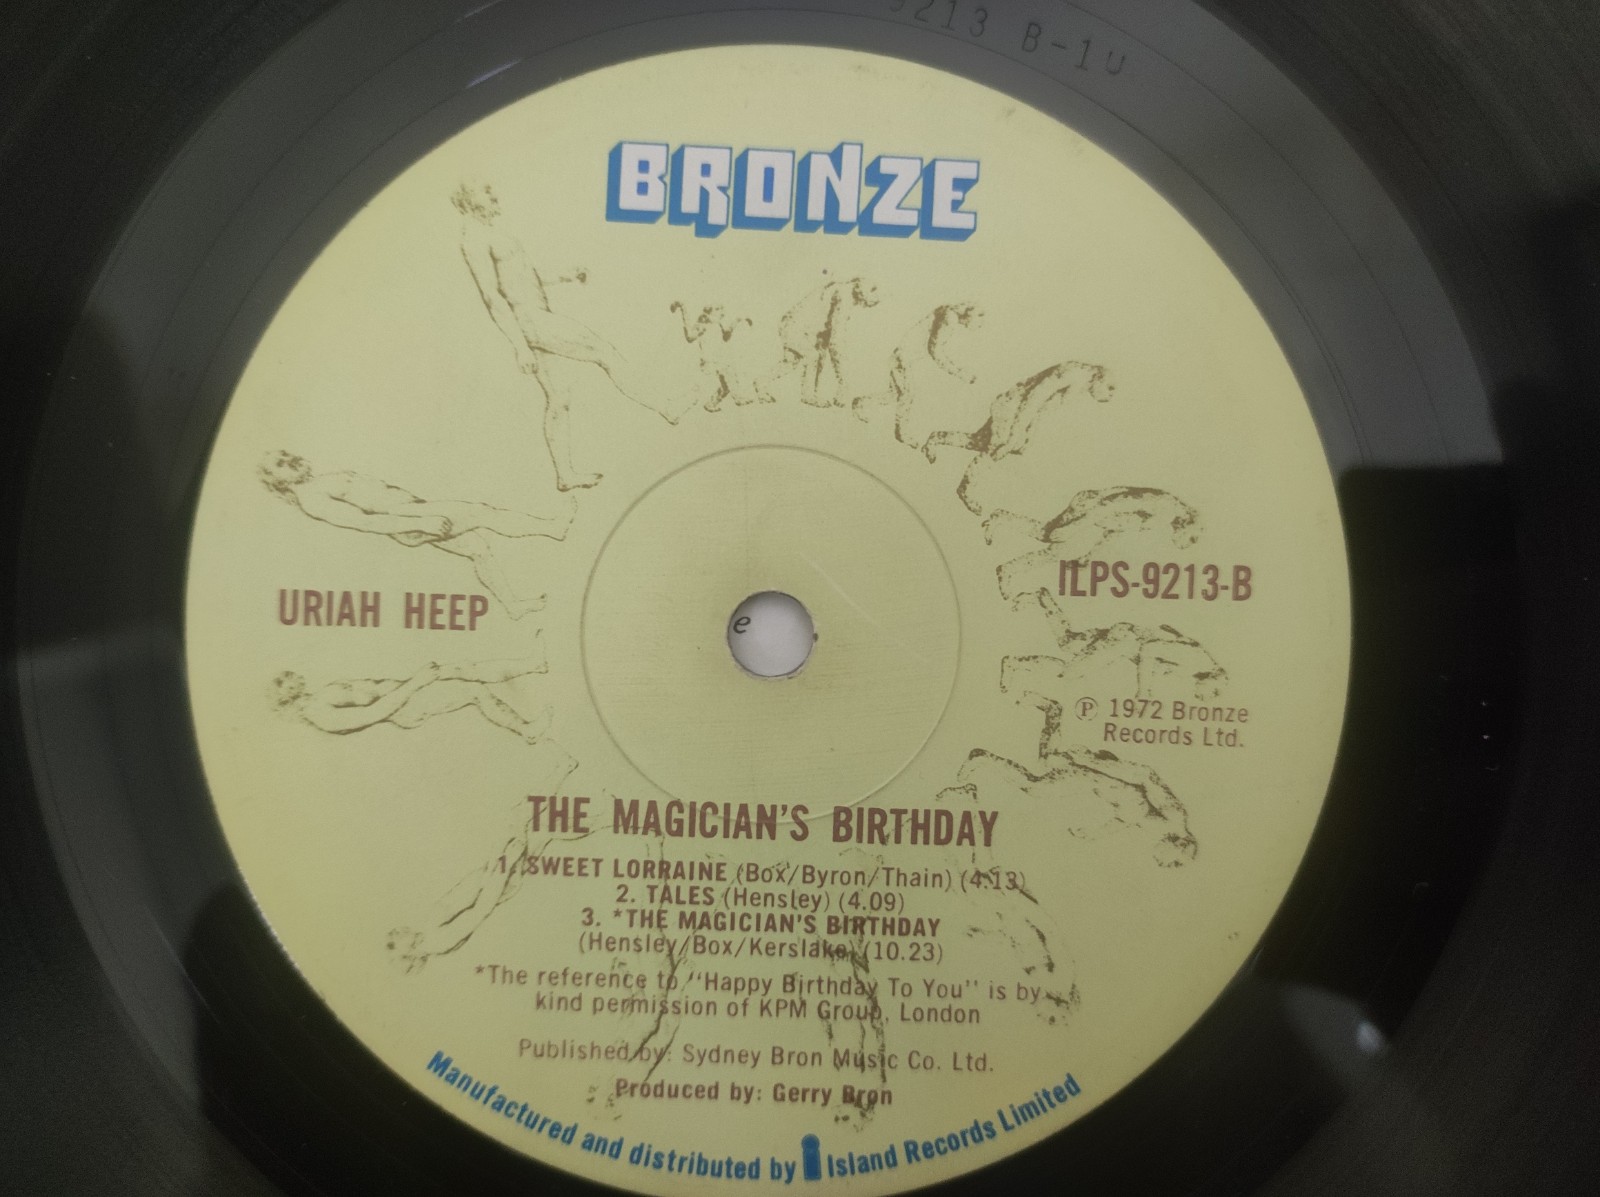 9213 B-1U
BRONZE
URIAH HEEP
ILPS-9213-B
℗ 1972 Bronze
Records Ltd.
THE MAGICIAN'S BIRTHDAY
1. SWEET LORRAINE (Box/Byron/Thain) (4.13)
2. TALES (Hensley) (4.09)
3. *THE MAGICIAN'S BIRTHDAY
(Hensley/Box/Kerslake) (10.23)
*The reference to "Happy Birthday To You" is by
kind permission of KPM Group, London
Published by: Sydney Bron Music Co. Ltd.
Produced by: Gerry Bron
Manufactured and distributed by Island Records Limited
e